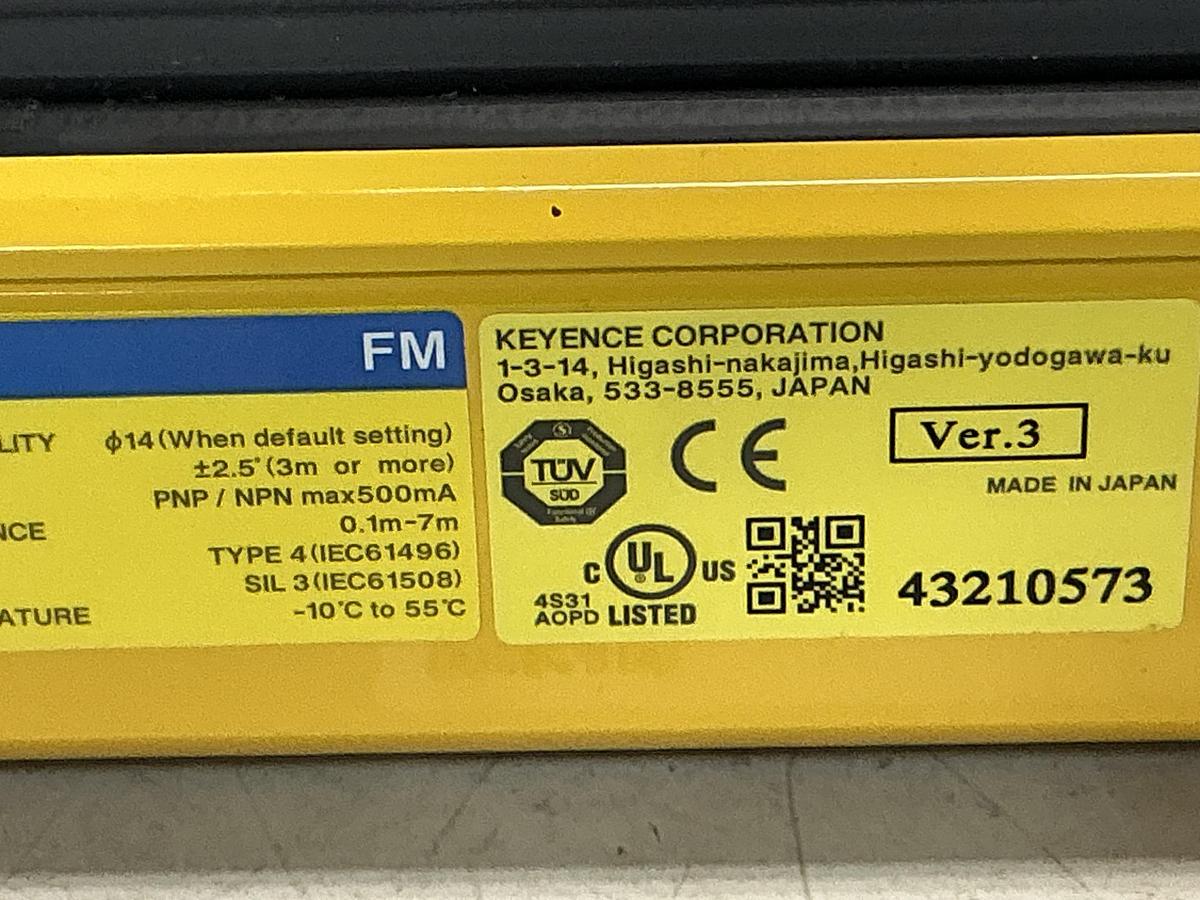 FM
LITY φ14(When default setting)
±2.5°(3m or more)
PNP / NPN max500mA
NCE 0.1m-7m
TYPE 4(IEC61496)
SIL 3(IEC61508)
ATURE -10℃ to 55℃
KEYENCE CORPORATION
1-3-14, Higashi-nakajima,Higashi-yodogawa-ku
Osaka, 533-8555, JAPAN
TÜV
SÜD
CE
Ver.3
MADE IN JAPAN
C UL US
4S31
AOPD LISTED
43210573